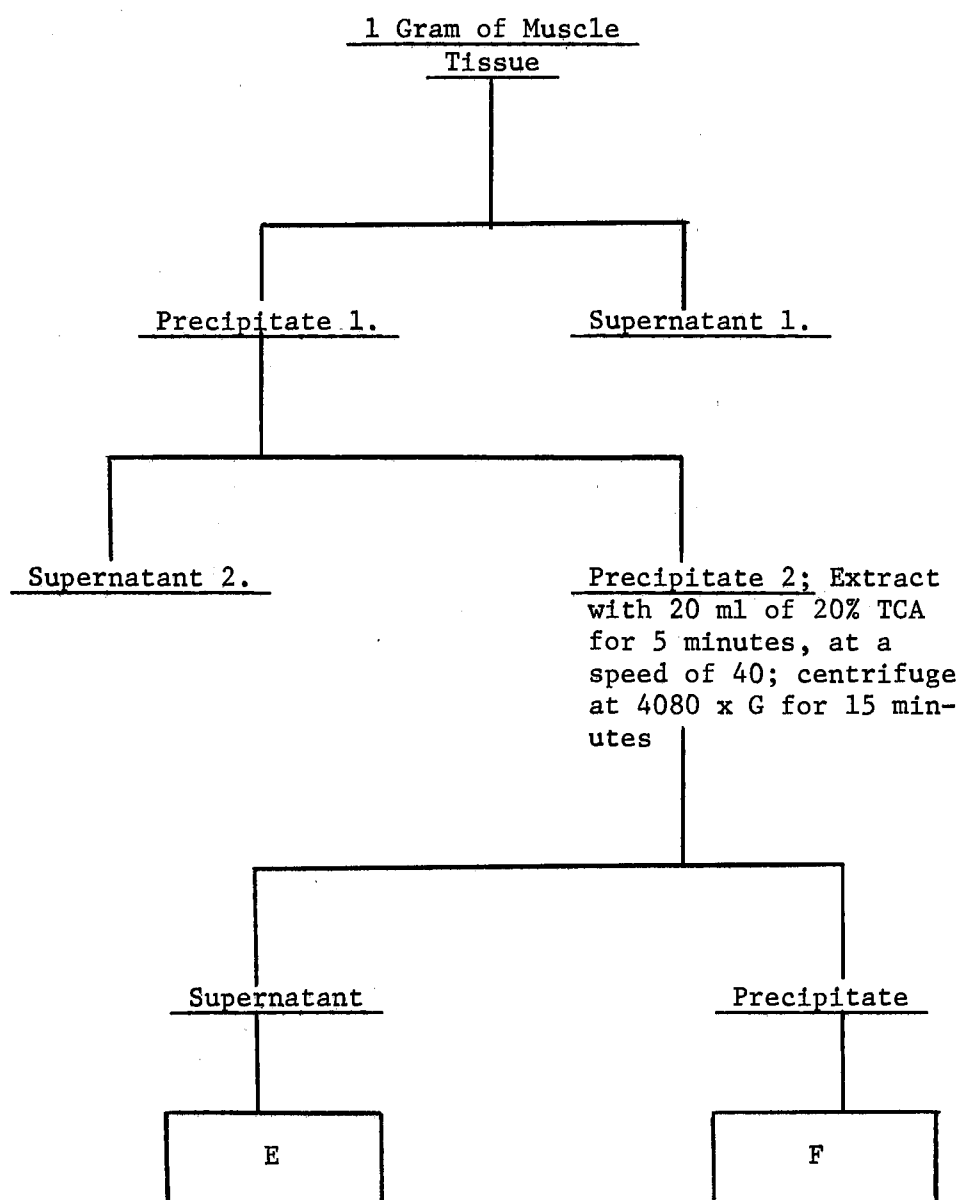 1 Gram of Muscle
Tissue
Precipitate 1.
Supernatant 1.
Supernatant 2.
Precipitate 2; Extract
with 20 ml of 20% TCA
for 5 minutes, at a
speed of 40; centrifuge
at 4080 x G for 15 min-
utes
Supernatant
Precipitate
E
F